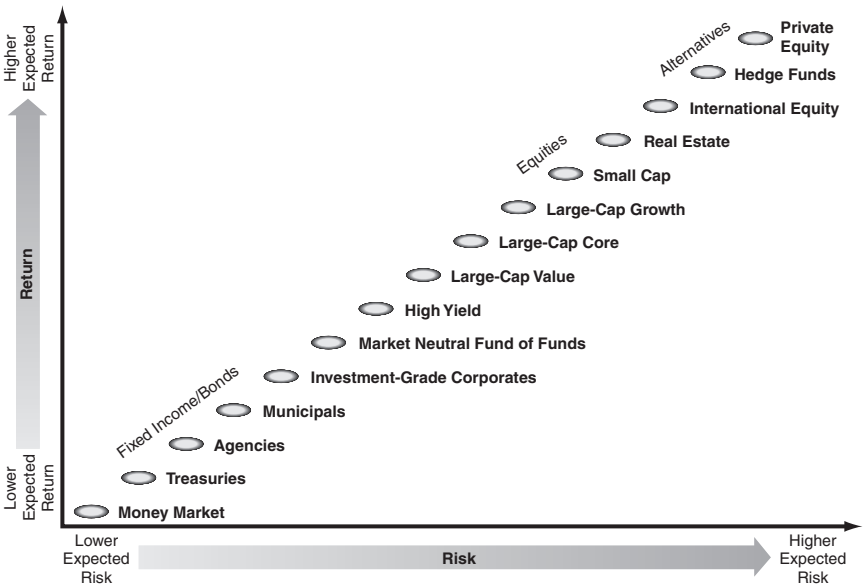 Higher
Expected
Return
Return
Lower
Expected
Return
Alternatives
Private
Equity
Hedge Funds
International Equity
Real Estate
Equities
Small Cap
Large-Cap Growth
Large-Cap Core
Large-Cap Value
High Yield
Market Neutral Fund of Funds
Investment-Grade Corporates
Fixed Income/Bonds
Municipals
Agencies
Treasuries
Money Market
Lower
Expected
Risk
Risk
Higher
Expected
Risk